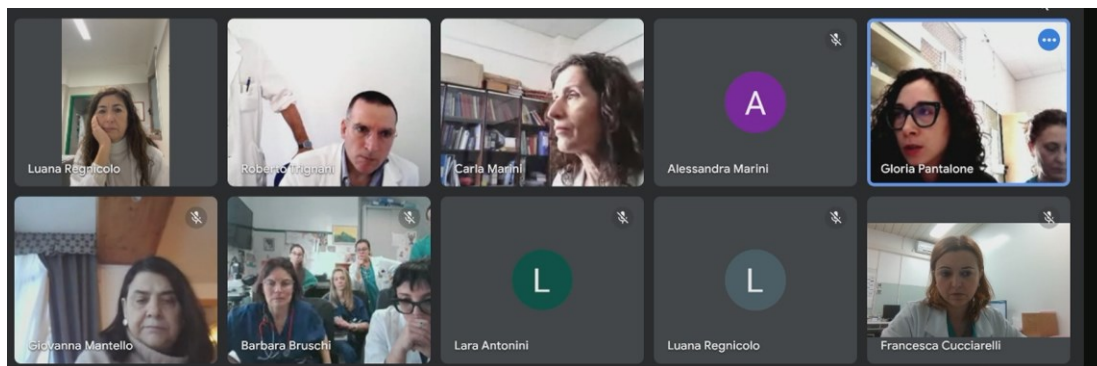 Luana Regnicolo
Roberto Trignani
Carla Marini
A
Alessandra Marini
Gloria Pantalone
Giovanna Mantello
Barbara Bruschi
L
Lara Antonini
L
Luana Regnicolo
Francesca Cucciarelli